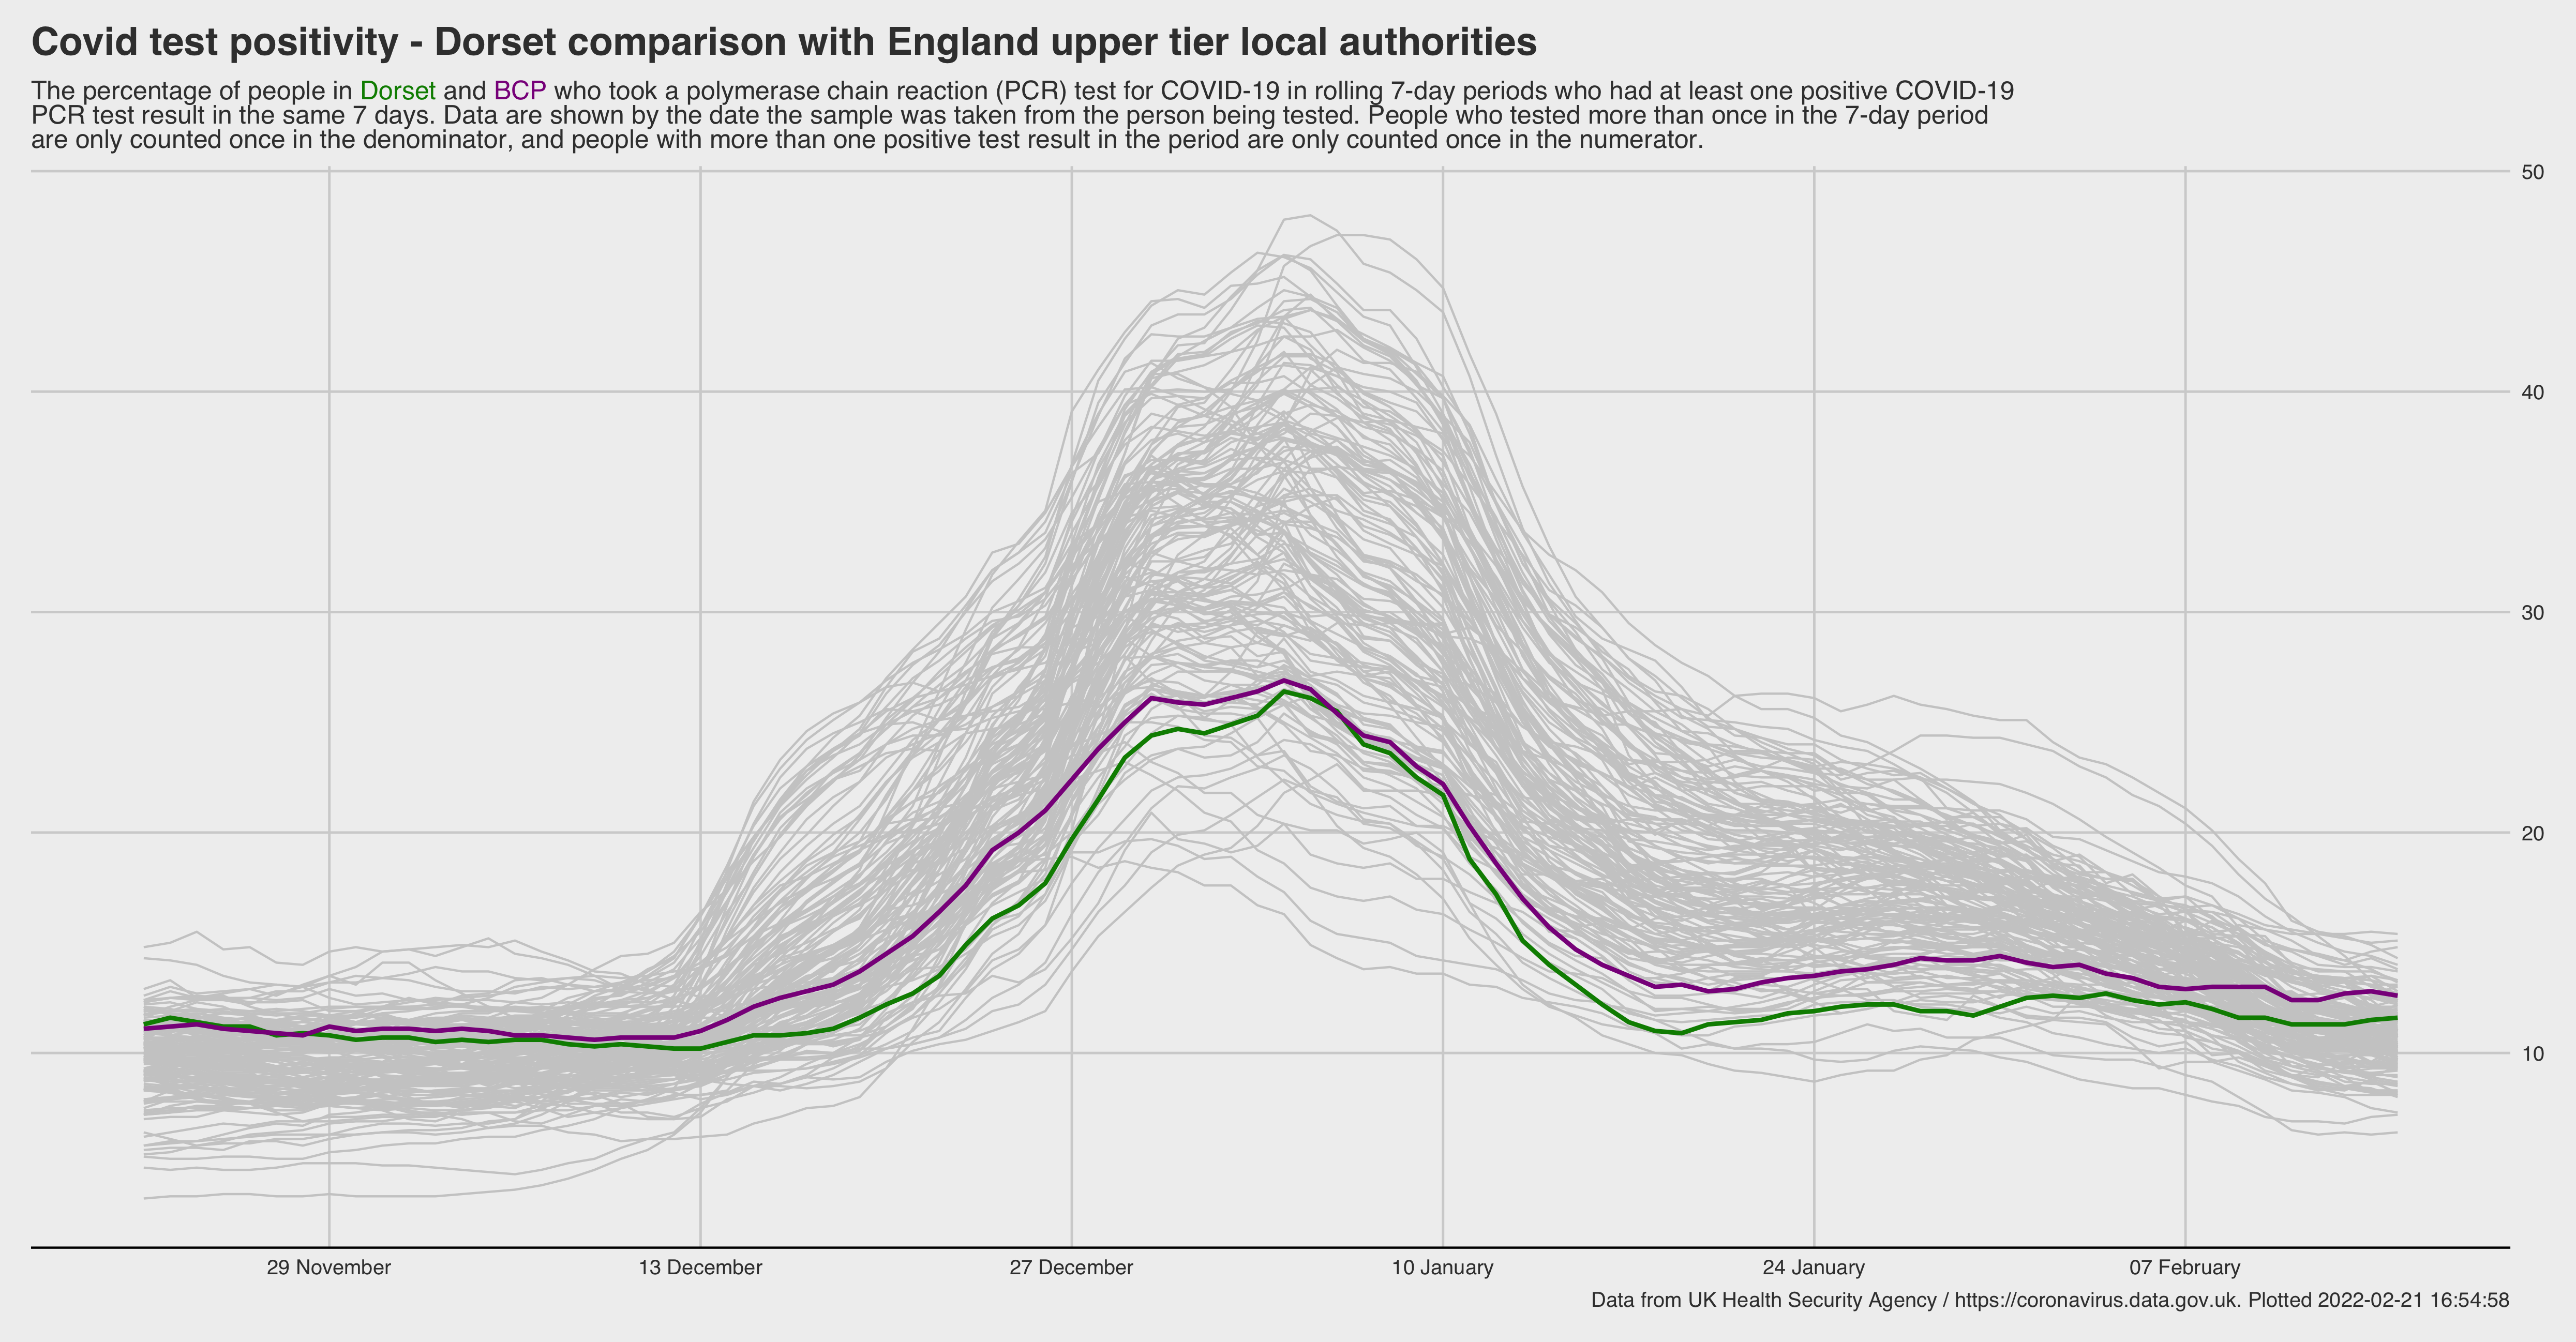 Covid test positivity - Dorset comparison with England upper tier local authorities
The percentage of people in Dorset and BCP who took a polymerase chain reaction (PCR) test for COVID-19 in rolling 7-day periods who had at least one positive COVID-19
PCR test result in the same 7 days. Data are shown by the date the sample was taken from the person being tested. People who tested more than once in the 7-day period
are only counted once in the denominator, and people with more than one positive test result in the period are only counted once in the numerator.
50
40
30
20
10
29 November
13 December
27 December
10 January
24 January
07 February
Data from UK Health Security Agency / https://coronavirus.data.gov.uk. Plotted 2022-02-21 16:54:58